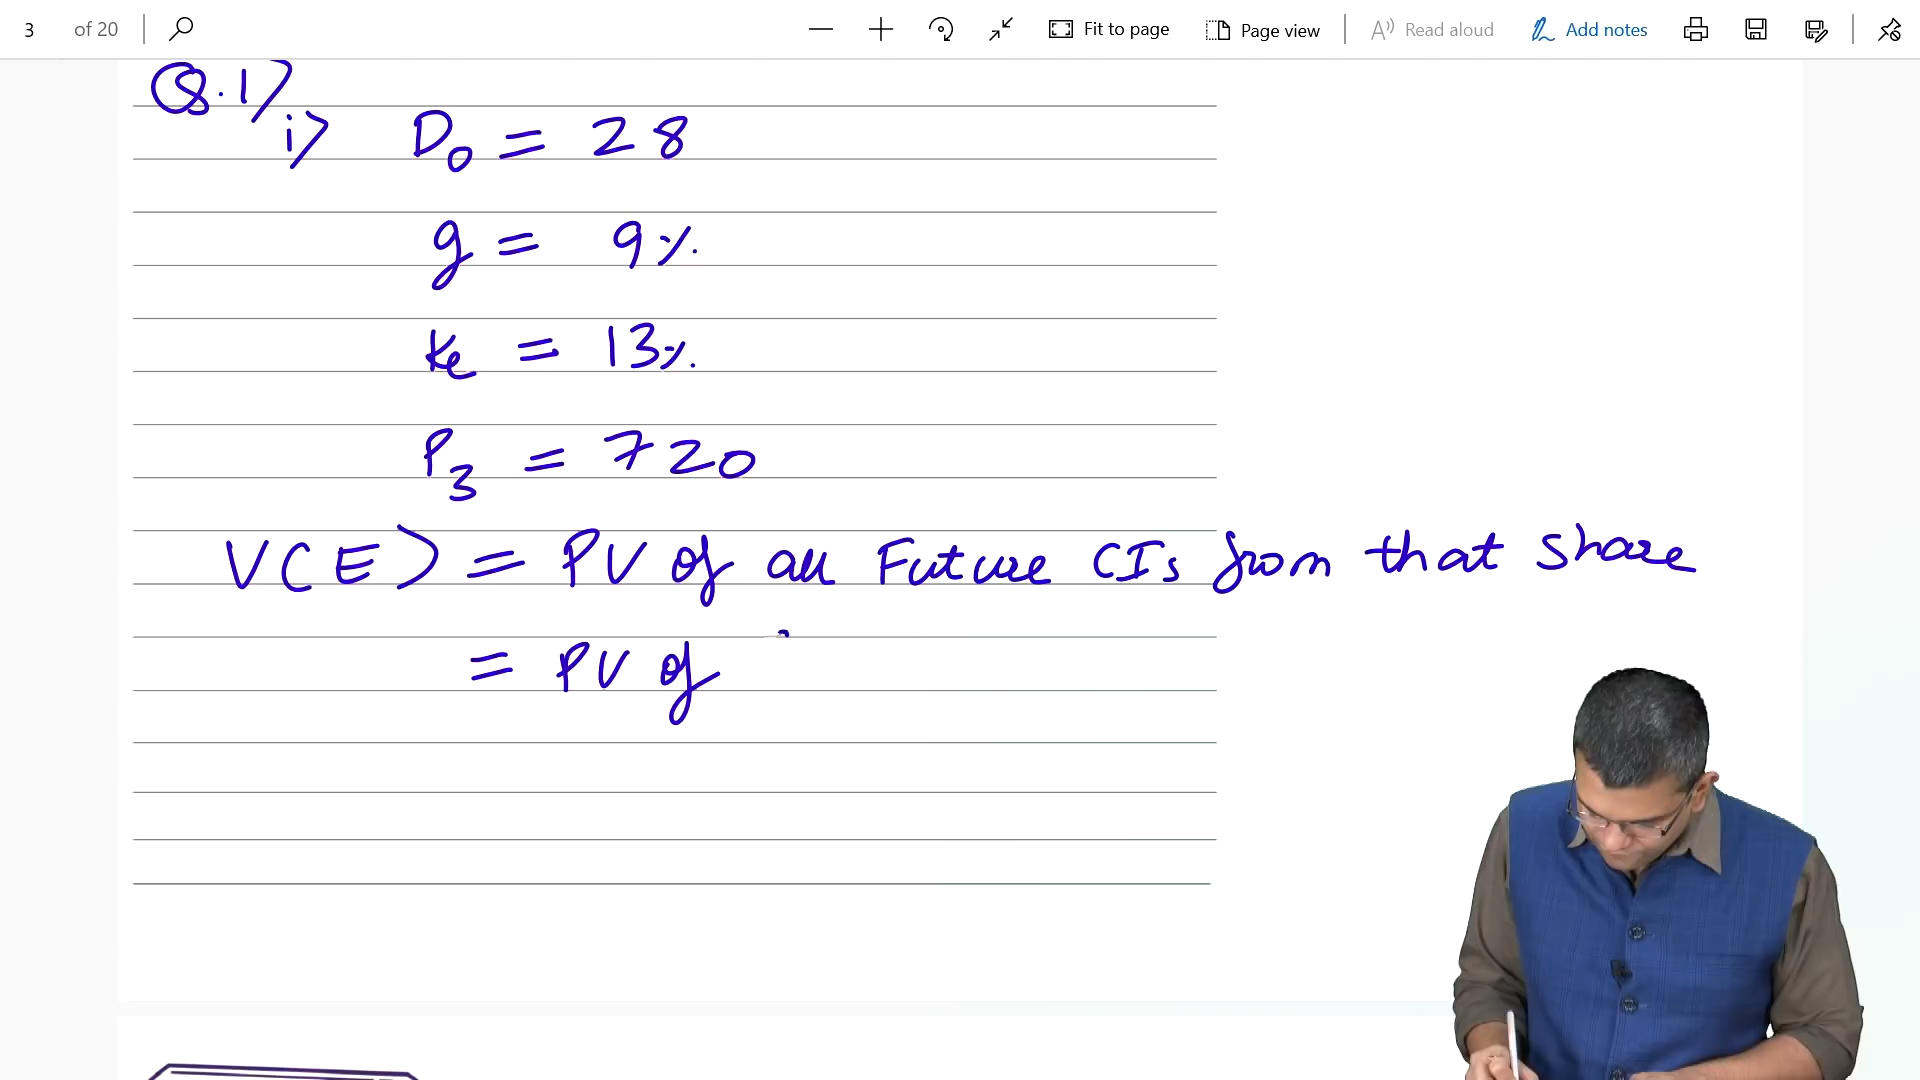 3 of 20 Fit to page Page view Read aloud Add notes
Q.1)
i) D₀ = 28
g = 9%
Ke = 13%
P₃ = 720
V(E) = PV of all Future CIs from that share
= PV of